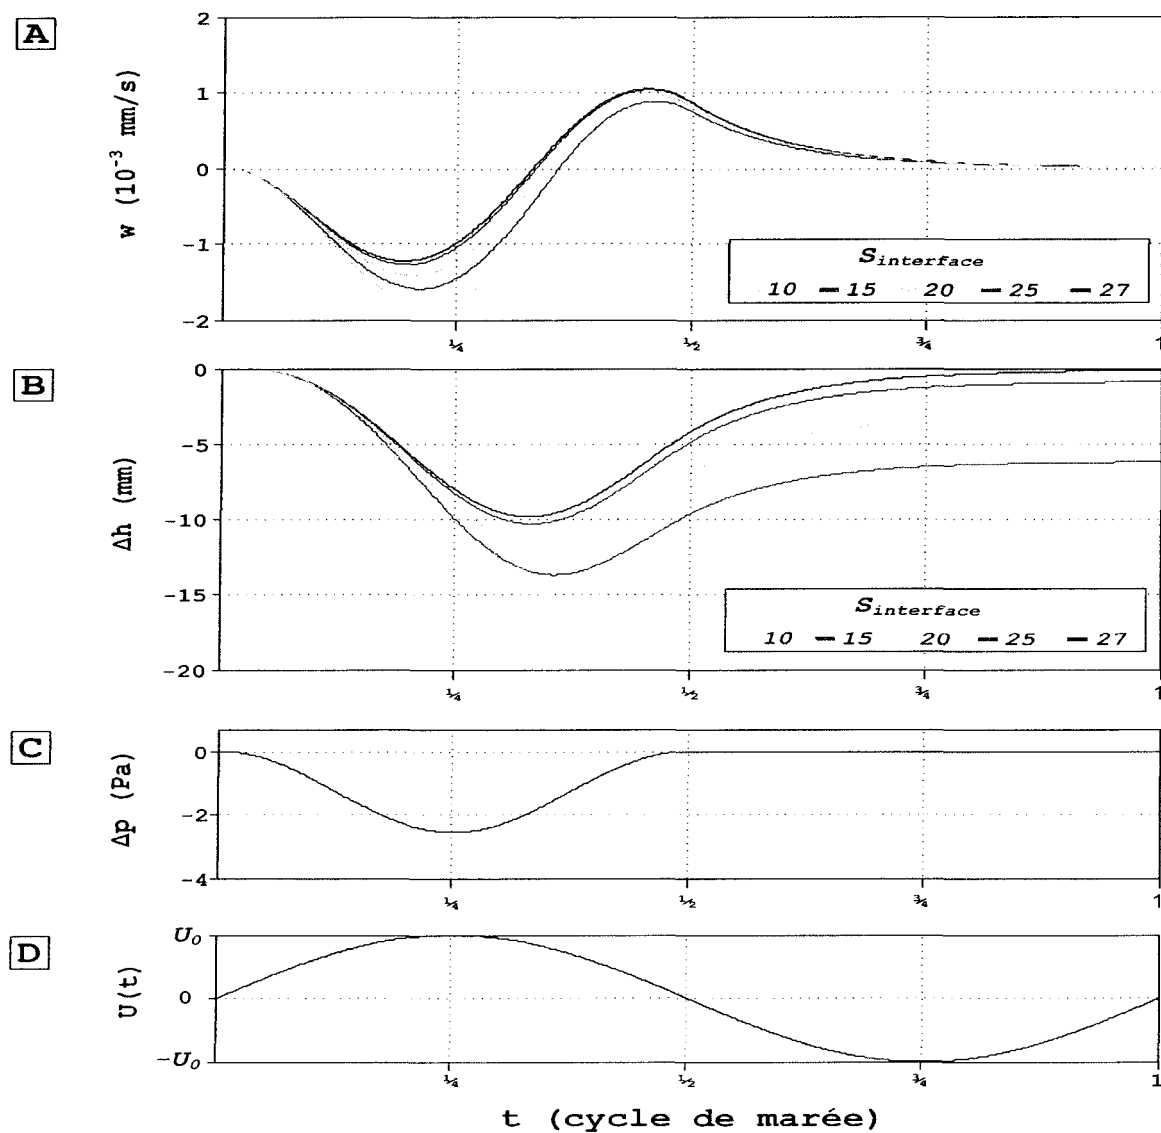 A
w (10⁻³ mm/s)
2
1
0
−1
−2
S interface
10 15 20 25 27
¼ ½ ¾ 1
B
Δh (mm)
0
−5
−10
−15
−20
S interface
10 15 20 25 27
¼ ½ ¾ 1
C
Δp (Pa)
0
−2
−4
¼ ½ ¾ 1
D
U(t)
U₀
0
−U₀
¼ ½ ¾ 1
t (cycle de marée)